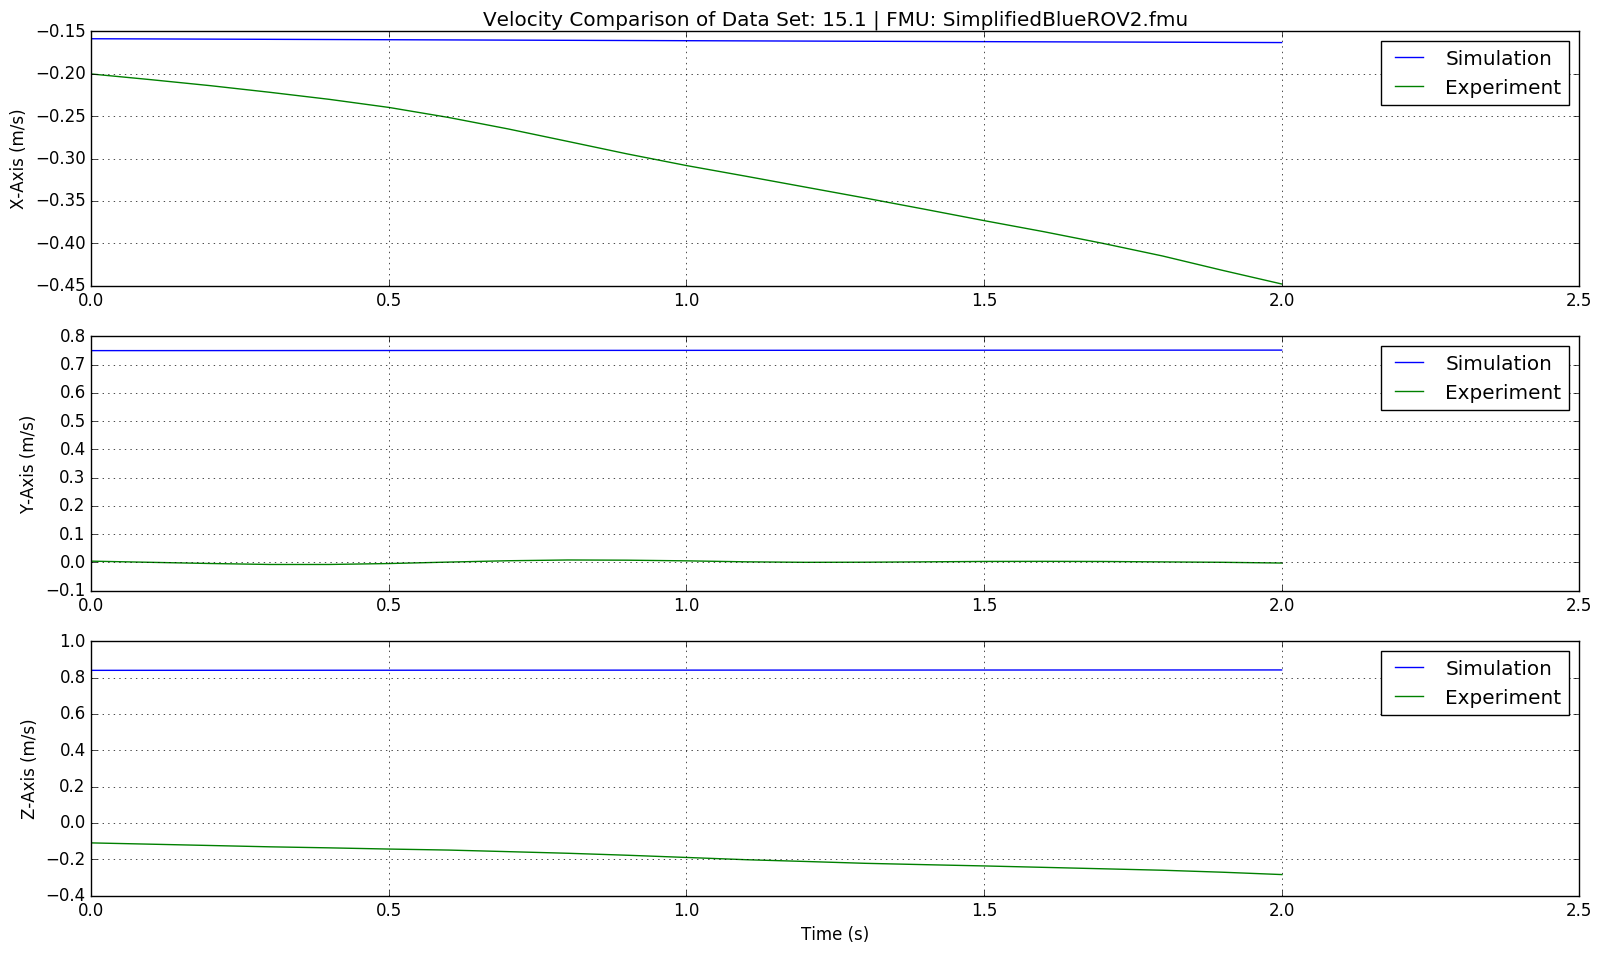 Velocity Comparison of Data Set: 15.1 | FMU: SimplifiedBlueROV2.fmu
−0.15
−0.20
−0.25
−0.30
−0.35
−0.40
−0.45
X-Axis (m/s)
Simulation
Experiment
0.0 0.5 1.0 1.5 2.0 2.5
0.8
0.7
0.6
0.5
0.4
0.3
0.2
0.1
0.0
−0.1
Y-Axis (m/s)
Simulation
Experiment
0.0 0.5 1.0 1.5 2.0 2.5
1.0
0.8
0.6
0.4
0.2
0.0
−0.2
−0.4
Z-Axis (m/s)
Simulation
Experiment
0.0 0.5 1.0 1.5 2.0 2.5
Time (s)